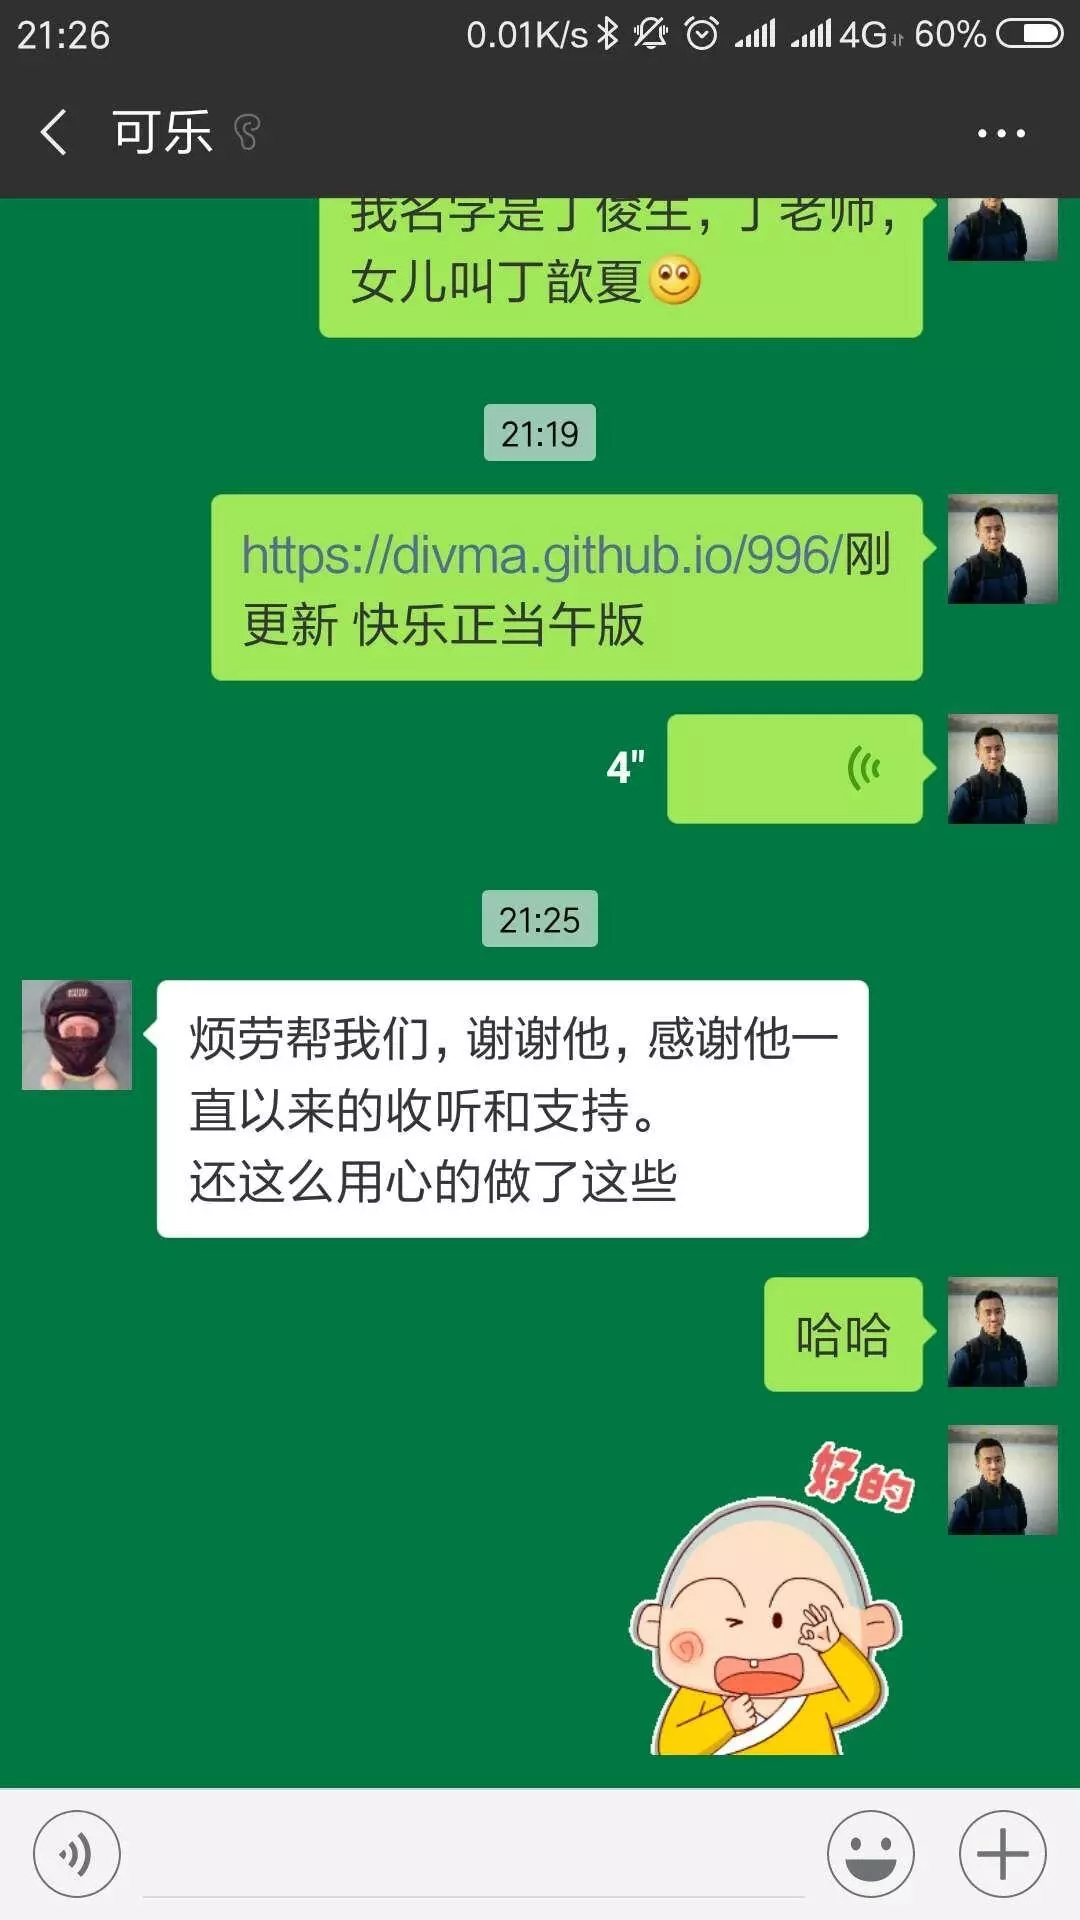 21:26
0.01K/s 4G 60%
可乐
我名字是丁俊生，丁老师，
女儿叫丁歆夏
21:19
https://divma.github.io/996/刚
更新 快乐正当午版
4"
21:25
烦劳帮我们，谢谢他，感谢他一
直以来的收听和支持。
还这么用心的做了这些
哈哈
好的